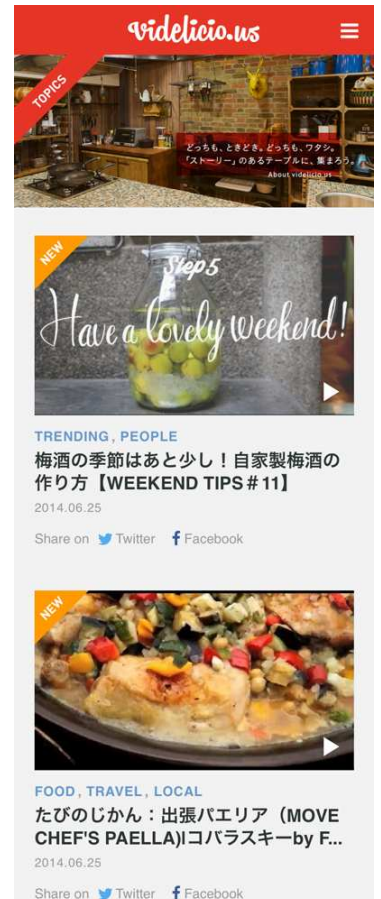 videlicio.us
TOPICS
どっちも、ときどき。どっちも、ワタシ。
「ストーリー」のあるテーブルに、集まろう。
About videlicio.us
NEW
Step5
Have a lovely weekend!
TRENDING, PEOPLE
梅酒の季節はあと少し！自家製梅酒の
作り方【WEEKEND TIPS＃11】
2014.06.25
Share on Twitter Facebook
NEW
FOOD, TRAVEL, LOCAL
たびのじかん：出張パエリア（MOVE
CHEF'S PAELLA)|コバラスキーby F...
2014.06.25
Share on Twitter Facebook